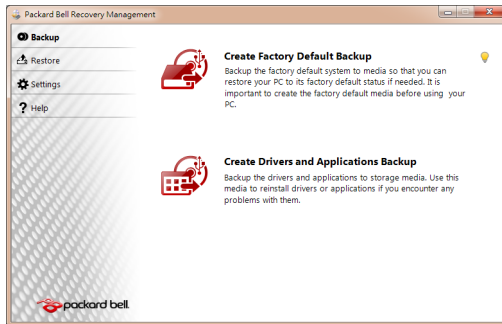 Packard Bell Recovery Management
Backup
Restore
Settings
Help
Create Factory Default Backup
Backup the factory default system to media so that you can
restore your PC to its factory default status if needed. It is
important to create the factory default media before using your
PC.
Create Drivers and Applications Backup
Backup the drivers and applications to storage media. Use this
media to reinstall drivers or applications if you encounter any
problems with them.
packard bell.